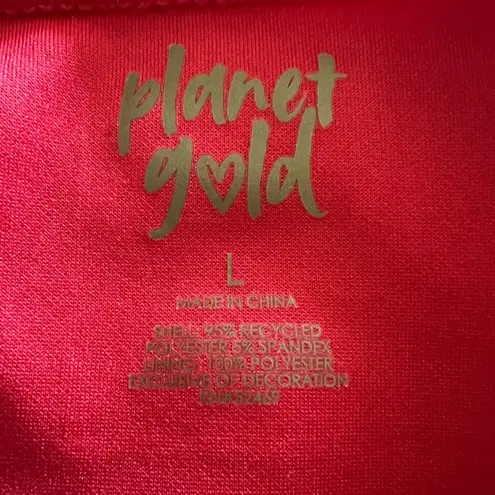 planet
gold
L
MADE IN CHINA
SHELL: 95% RECYCLED
POLYESTER 5% SPANDEX
LINING: 100% POLYESTER
EXCLUSIVE OF DECORATION